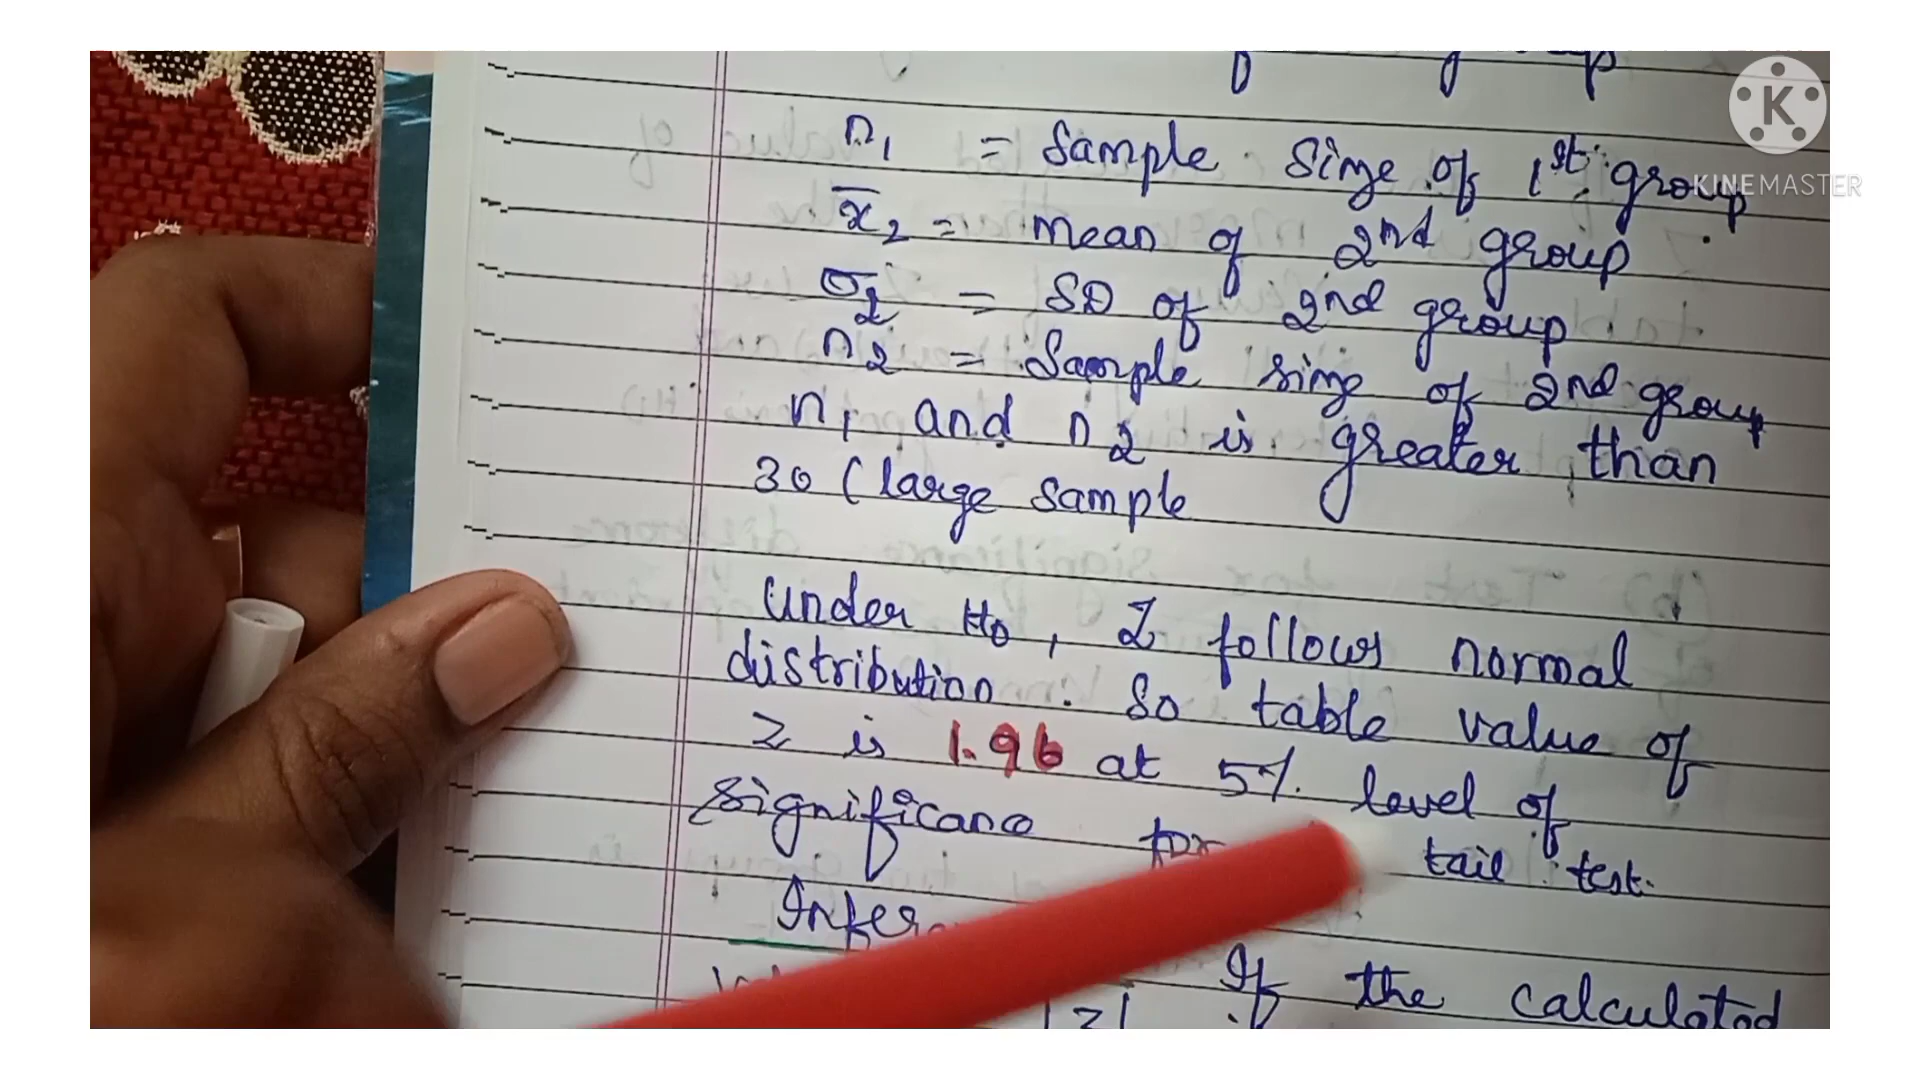 n1 = Sample Size of 1st group
x̄2 = mean of 2nd group
σ2 = SD of 2nd group
n2 = Sample size of 2nd group
n1 and n2 is greater than
30 (large sample
under H0, Z follows normal
distribution. So table value of
Z is 1.96 at 5% level of
significance tail test.
If the calculated
|Z|
KINEMASTER